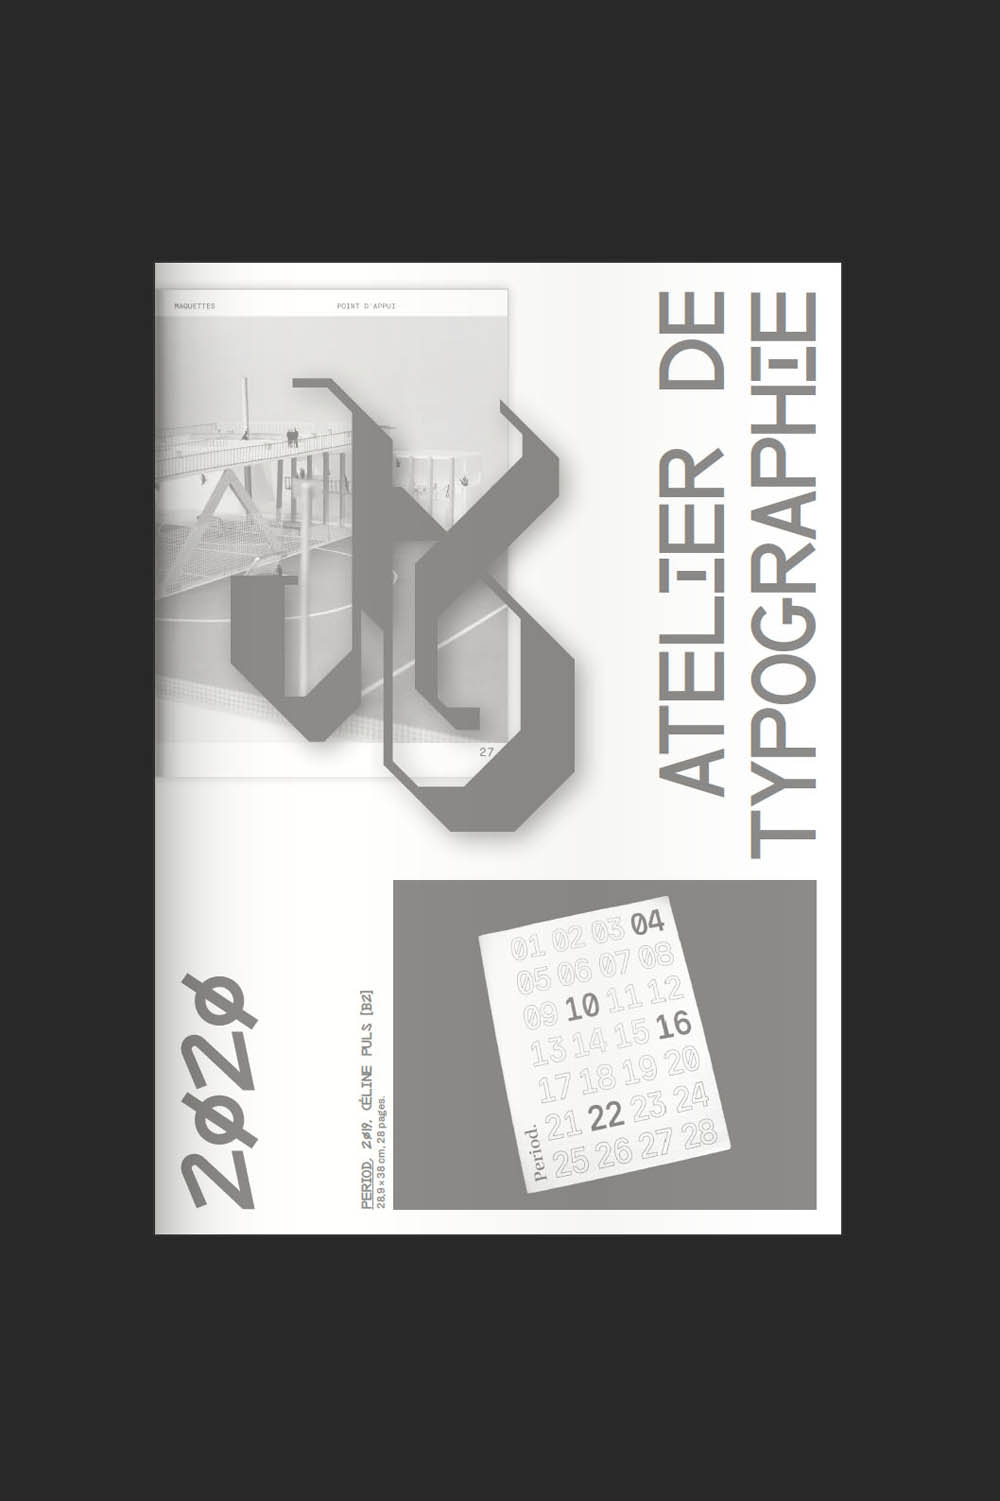 MAQUETTES
POINT D'APPUI
27
ATELIER DE
TYPOGRAPHIE
2020
PERIOD, 2019, CÉLINE PULS [B2]
28,9 × 38 cm, 28 pages.
01 02 03 04
05 06 07 08
09 10 11 12
13 14 15 16
17 18 19 20
21 22 23 24
25 26 27 28
Period.